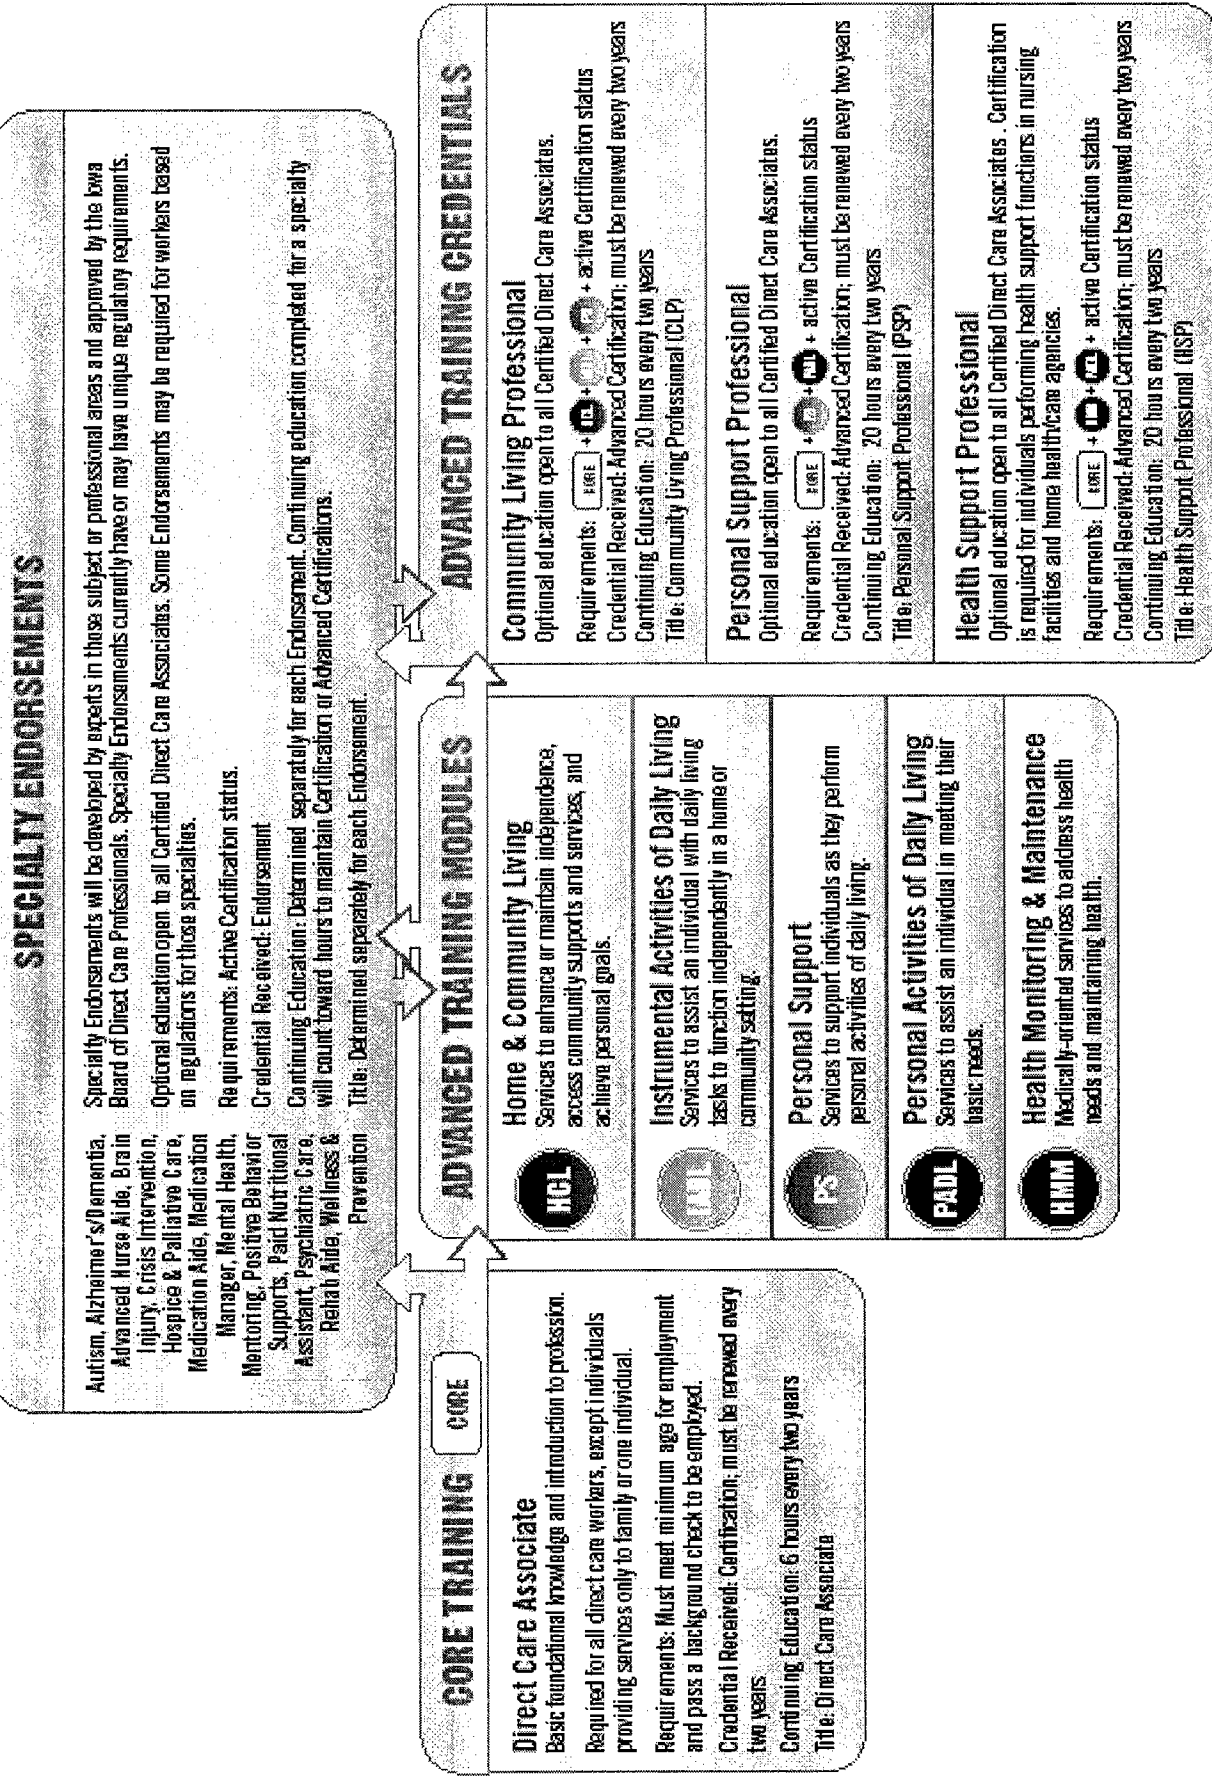 SPECIALTY ENDORSEMENTS
Autism, Alzheimer's/Dementia,
Advanced Nurse Aide, Brain
Injury, Crisis Intervention,
Hospice & Palliative Care,
Medication Aide, Medication
Manager, Mental Health,
Mentoring, Positive Behavior
Supports, Paid Nutritional
Assistant, Psychiatric Care,
Rehab Aide, Wellness &
Prevention
Specialty Endorsements will be developed by experts in those subject or professional areas and approved by the Iowa
Board of Direct Care Professionals. Specialty Endorsements currently have or may have unique regulatory requirements.
Optional education open to all Certified Direct Care Associates. Some Endorsements may be required for workers based
on regulations for those specialties.
Requirements: Active Certification status.
Credential Received: Endorsement
Continuing Education: Determined separately for each Endorsement. Continuing education completed for a specialty
will count toward hours to maintain Certification or Advanced Certifications.
Title: Determined separately for each Endorsement.
CORE TRAINING CORE
Direct Care Associate
Basic foundational knowledge and introduction to profession.
Required for all direct care workers, except individuals
providing services only to family or one individual.
Requirements: Must meet minimum age for employment
and pass a background check to be employed.
Credential Received: Certification; must be renewed every
two years
Continuing Education: 6 hours every two years
Title: Direct Care Associate
ADVANCED TRAINING MODULES
HCL
Home & Community Living
Services to enhance or maintain independence,
access community supports and services, and
achieve personal goals.
IADL
Instrumental Activities of Daily Living
Services to assist an individual with daily living
tasks to function independently in a home or
community setting.
PS
Personal Support
Services to support individuals as they perform
personal activities of daily living.
PADL
Personal Activities of Daily Living
Services to assist an individual in meeting their
basic needs.
HMM
Health Monitoring & Maintenance
Medically-oriented services to address health
needs and maintaining health.
ADVANCED TRAINING CREDENTIALS
Community Living Professional
Optional education open to all Certified Direct Care Associates.
Requirements: CORE + HCL + IADL + PS + active Certification status
Credential Received: Advanced Certification; must be renewed every two years
Continuing Education: 20 hours every two years
Title: Community Living Professional (CLP)
Personal Support Professional
Optional education open to all Certified Direct Care Associates.
Requirements: CORE + PS + PADL + active Certification status
Credential Received: Advanced Certification; must be renewed every two years
Continuing Education: 20 hours every two years
Title: Personal Support Professional (PSP)
Health Support Professional
Optional education open to all Certified Direct Care Associates . Certification
is required for individuals performing health support functions in nursing
facilities and home health/care agencies.
Requirements: CORE + HMM + PADL + active Certification status
Credential Received: Advanced Certification; must be renewed every two years
Continuing Education: 20 hours every two years
Title: Health Support Professional (HSP)